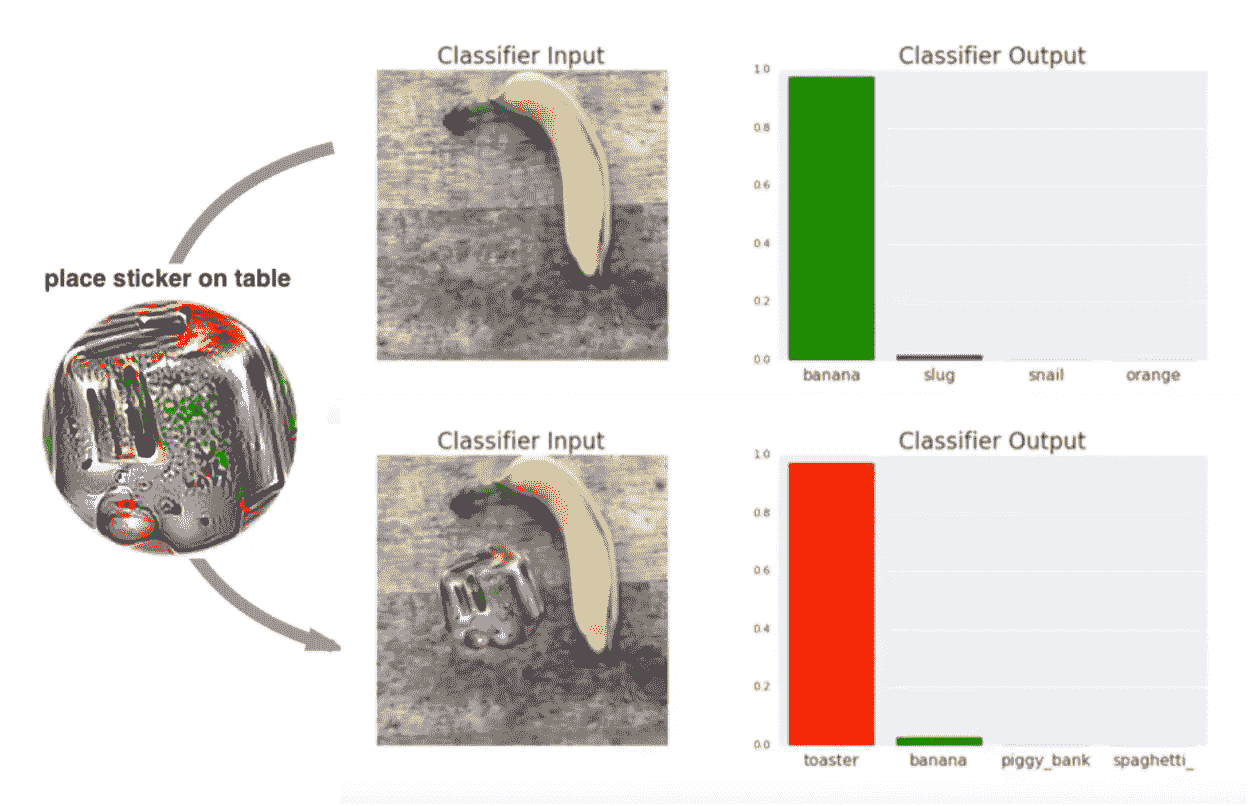 Classifier Input
Classifier Output
1.0
0.8
0.6
0.4
0.2
0.0
banana slug snail orange
place sticker on table
Classifier Input
Classifier Output
1.0
0.8
0.6
0.4
0.2
0.0
toaster banana piggy_bank spaghetti_